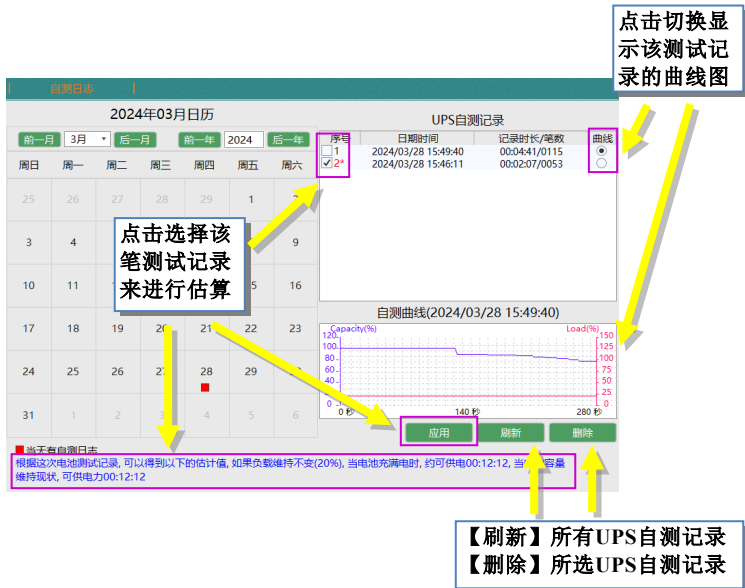 点击切换显
示该测试记
录的曲线图
自测日志
2024年03月日历
UPS自测记录
前一月 3月 后一月 前一年 2024 后一年
序号 日期时间 记录时长/笔数 曲线
1 2024/03/28 15:49:40 00:04:41/0115
2* 2024/03/28 15:46:11 00:02:07/0053
周日 周一 周二 周三 周四 周五 周六
25 26 27 28 29 1
点击选择该
笔测试记录
来进行估算
3 4 9
10 11 16
17 18 19 20 21 22 23
24 25 26 27 28 29
31 1 2 3 4 5 6
自测曲线(2024/03/28 15:49:40)
Capacity(%) Load(%)
120 150
100 125
80 100
60 75
40 50
25
0 0
0 秒 140 秒 280 秒
应用 刷新 删除
当天有自测日志
根据这次电池测试记录, 可以得到以下的估计值, 如果负载维持不变(20%), 当电池充满电时, 约可供电00:12:12, 当 容量
维持现状, 可供电力00:12:12
【刷新】所有UPS自测记录
【删除】所选UPS自测记录